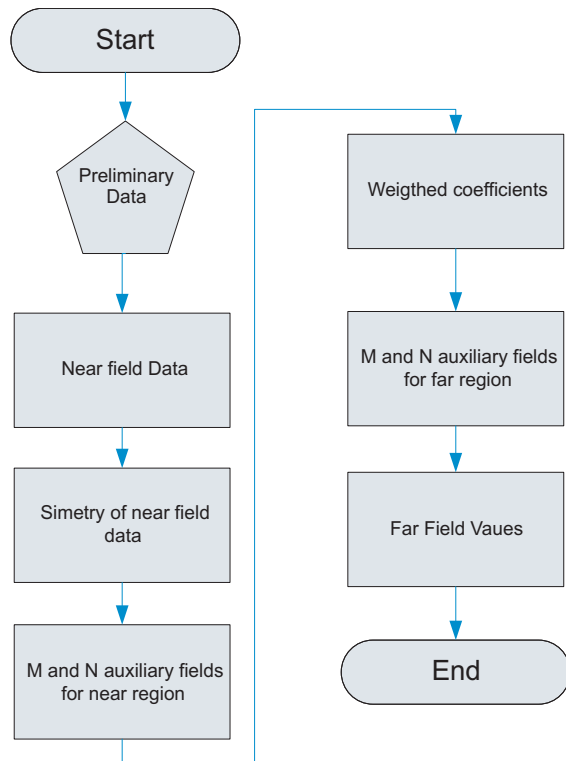 Start
Preliminary
Data
Near field Data
Simetry of near field
data
M and N auxiliary fields
for near region
Weigthed coefficients
M and N auxiliary fields
for far region
Far Field Vaues
End